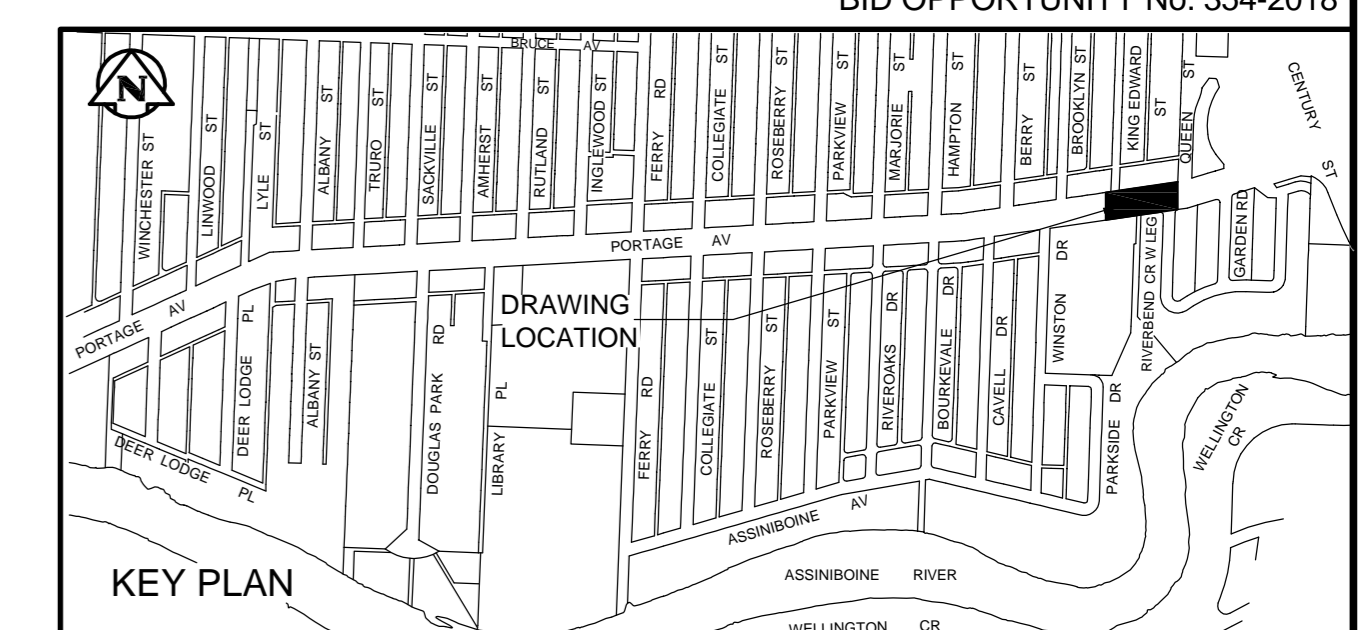 BID OPPORTUNITY No. 354-2018
N
BRUCE AV
WINCHESTER ST
LINWOOD ST
LYLE ST
ALBANY ST
TRURO ST
SACKVILLE ST
AMHERST ST
RUTLAND ST
INGLEWOOD ST
FERRY RD
COLLEGIATE ST
ROSEBERRY ST
PARKVIEW ST
MARJORIE ST
HAMPTON ST
BERRY ST
BROOKLYN ST
KING EDWARD ST
QUEEN ST
CENTURY ST
PORTAGE AV
PORTAGE AV
DRAWING
LOCATION
DEER LODGE PL
ALBANY ST
DOUGLAS PARK RD
LIBRARY PL
FERRY RD
COLLEGIATE ST
ROSEBERRY ST
PARKVIEW ST
RIVEROAKS DR
BOURKEVALE DR
CAVELL DR
WINSTON DR
PARKSIDE DR
RIVERBEND CR W LEG
GARDEN RD
WELLINGTON CR
DEER LODGE PL
ASSINIBOINE AV
ASSINIBOINE RIVER
KEY PLAN
WELLINGTON CR